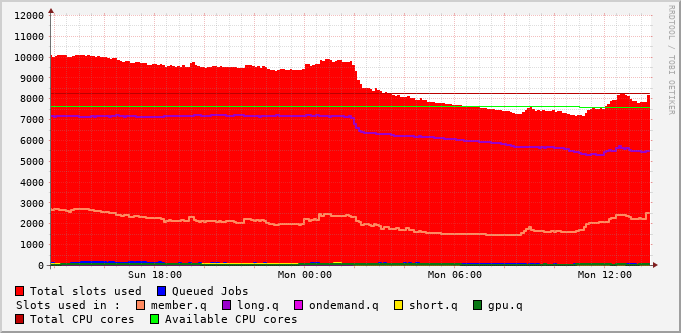 12000
11000
10000
9000
8000
7000
6000
5000
4000
3000
2000
1000
0
Sun 18:00 Mon 00:00 Mon 06:00 Mon 12:00
RRDTOOL / TOBI OETIKER
Total slots used Queued Jobs
Slots used in : member.q long.q ondemand.q short.q gpu.q
Total CPU cores Available CPU cores